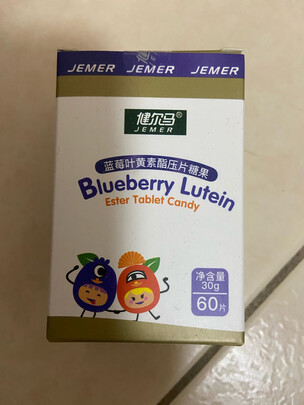 JEMER JEMER JEMER
健尔马®
JEMER
蓝莓叶黄素酯压片糖果
Blueberry Lutein
Ester Tablet Candy
净含量
30g
60片